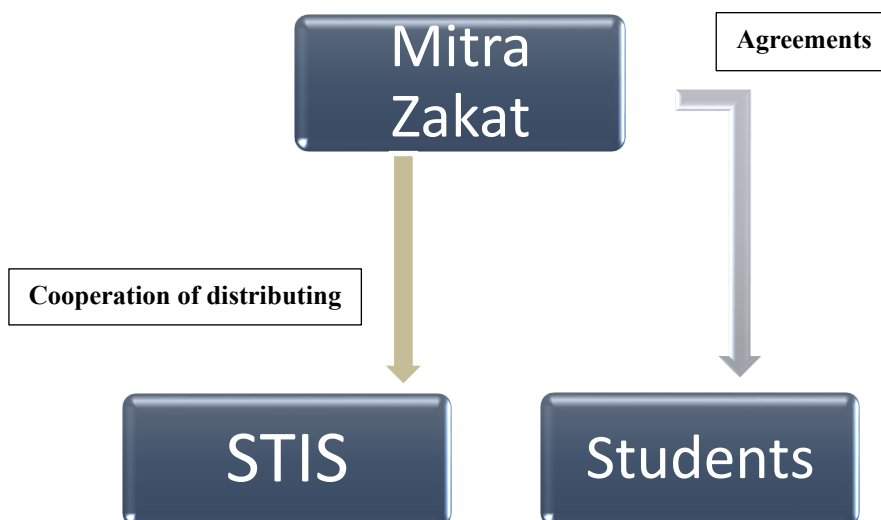 Mitra
Zakat
Agreements
Cooperation of distributing
STIS
Students